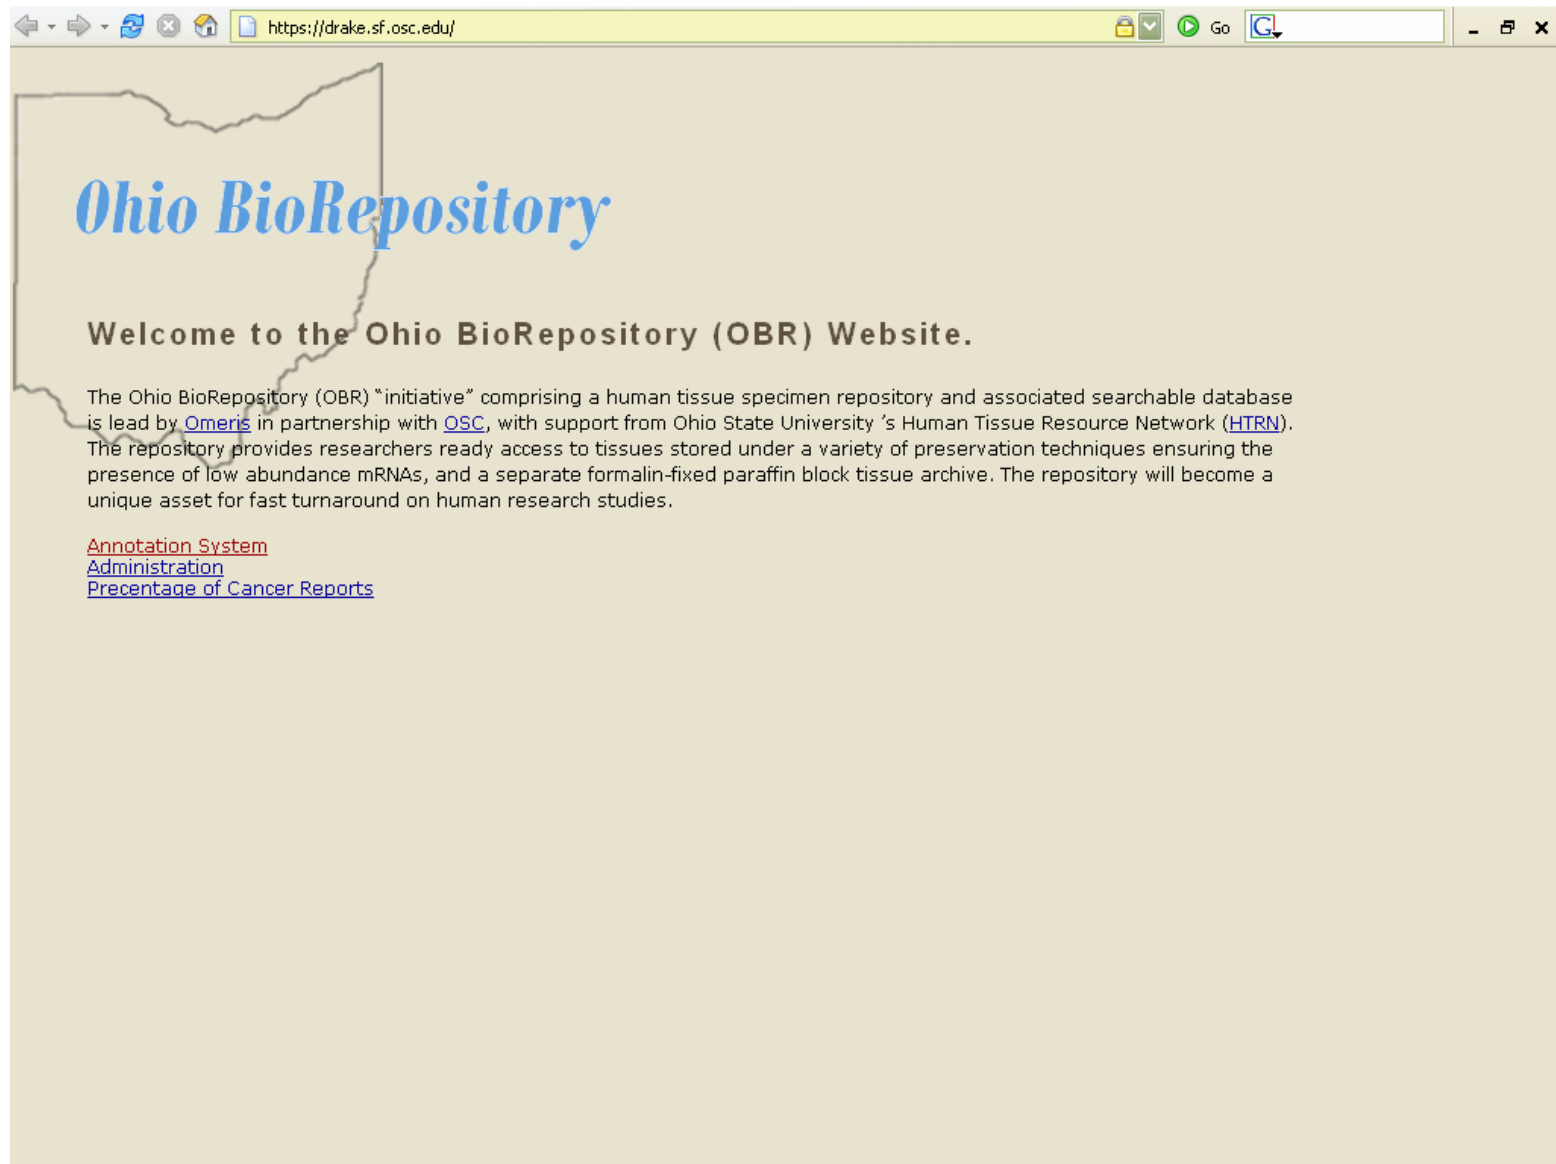 https://drake.sf.osc.edu/
Go
G
Ohio BioRepository
Welcome to the Ohio BioRepository (OBR) Website.
The Ohio BioRepository (OBR) “initiative” comprising a human tissue specimen repository and associated searchable database
is lead by Omeris in partnership with OSC, with support from Ohio State University ‘s Human Tissue Resource Network (HTRN).
The repository provides researchers ready access to tissues stored under a variety of preservation techniques ensuring the
presence of low abundance mRNAs, and a separate formalin-fixed paraffin block tissue archive. The repository will become a
unique asset for fast turnaround on human research studies.
Annotation System
Administration
Precentage of Cancer Reports